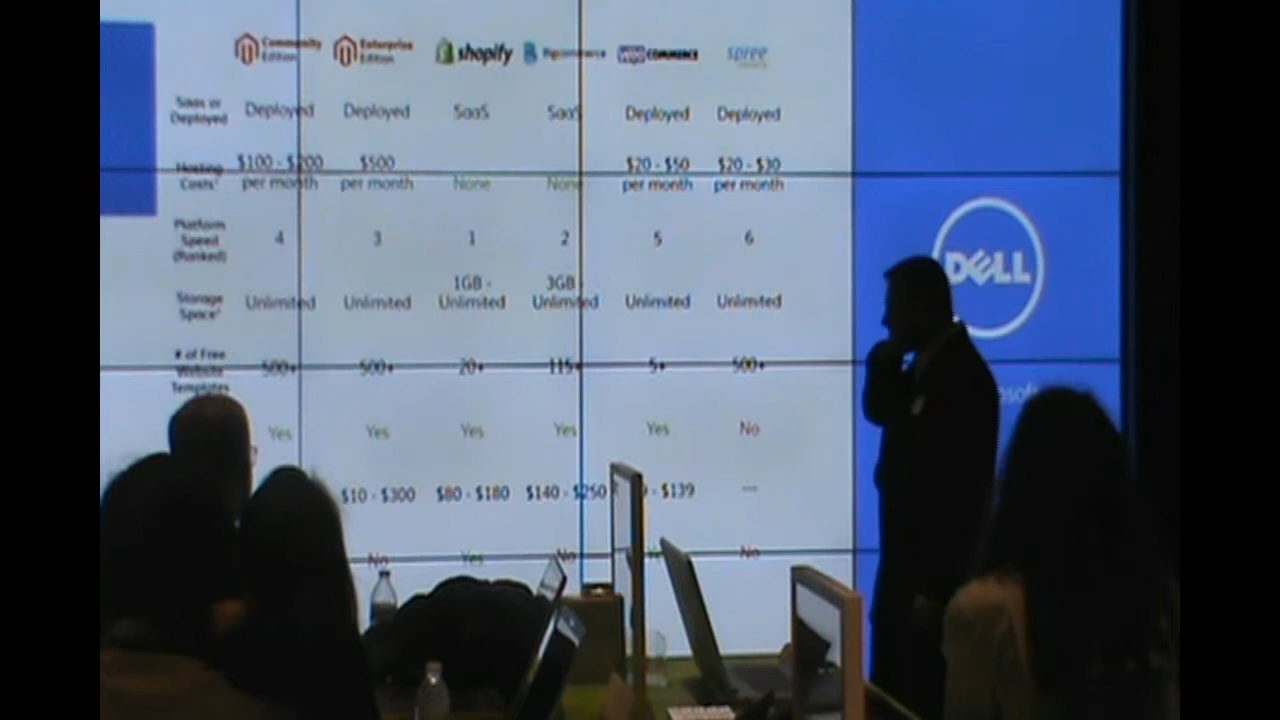 Community Edition
Enterprise Edition
shopify
Bigcommerce
WOO COMMERCE
spree
SaaS or Deployed
Deployed Deployed SaaS SaaS Deployed Deployed
Hosting Costs¹
$100 - $200 per month
$500 per month
None
None
$20 - $50 per month
$20 - $30 per month
Platform Speed (Ranked)
4 3 1 2 5 6
Storage Space²
Unlimited
Unlimited
1GB - Unlimited
3GB - Unlimited
Unlimited
Unlimited
# of Free Website Templates
500+ 500+ 20+ 115+ 5+ 500+
Yes Yes Yes Yes Yes No
$10 - $300 $80 - $180 $140 - $250 - $139 —
No Yes No No
DELL